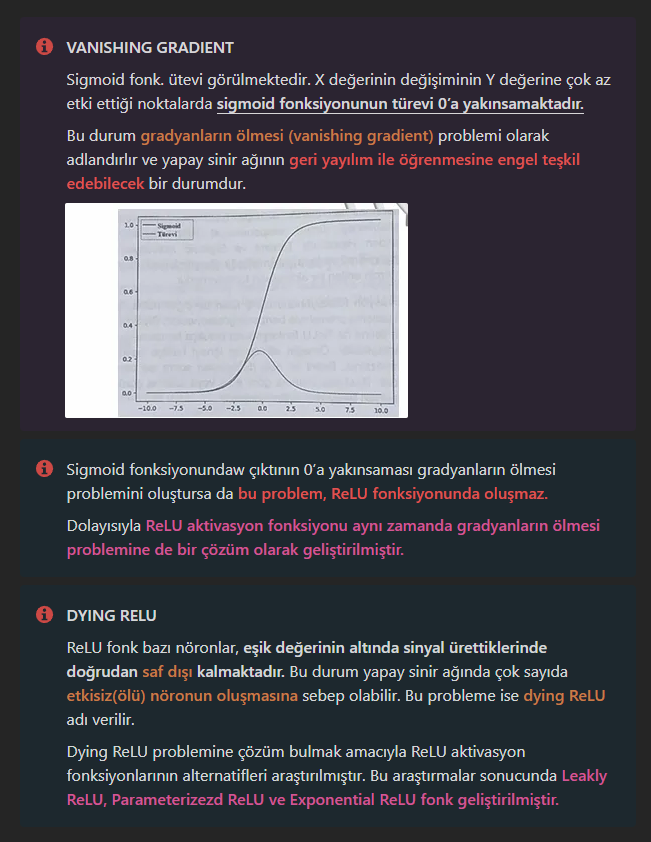 VANISHING GRADIENT
Sigmoid fonk. ütevi görülmektedir. X değerinin değişiminin Y değerine çok az
etki ettiği noktalarda sigmoid fonksiyonunun türevi 0’a yakınsamaktadır.
Bu durum gradyanların ölmesi (vanishing gradient) problemi olarak
adlandırlır ve yapay sinir ağının geri yayılım ile öğrenmesine engel teşkil
edebilecek bir durumdur.
Sigmoid
Türevi
1.0
0.8
0.6
0.4
0.2
0.0
-10.0 -7.5 -5.0 -2.5 0.0 2.5 5.0 7.5 10.0
Sigmoid fonksiyonundaw çıktının 0’a yakınsaması gradyanların ölmesi
problemini oluştursa da bu problem, ReLU fonksiyonunda oluşmaz.
Dolayısıyla ReLU aktivasyon fonksiyonu aynı zamanda gradyanların ölmesi
problemine de bir çözüm olarak geliştirilmiştir.
DYING RELU
ReLU fonk bazı nöronlar, eşik değerinin altında sinyal ürettiklerinde
doğrudan saf dışı kalmaktadır. Bu durum yapay sinir ağında çok sayıda
etkisiz(ölü) nöronun oluşmasına sebep olabilir. Bu probleme ise dying ReLU
adı verilir.
Dying ReLU problemine çözüm bulmak amacıyla ReLU aktivasyon
fonksiyonlarının alternatifleri araştırılmıştır. Bu araştırmalar sonucunda Leakly
ReLU, Parameterizezd ReLU ve Exponential ReLU fonk geliştirilmiştir.